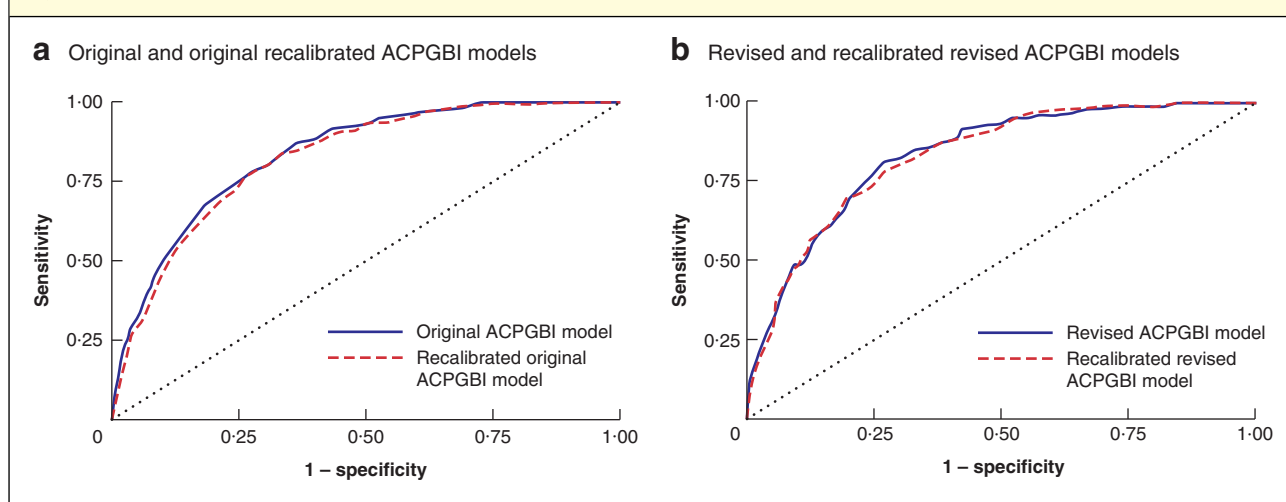 a Original and original recalibrated ACPGBI models
1·00
0·75
0·50
0·25
0
0·25
0·50
0·75
1·00
Sensitivity
1 – specificity
Original ACPGBI model
Recalibrated original
ACPGBI model
b Revised and recalibrated revised ACPGBI models
1·00
0·75
0·50
0·25
0
0·25
0·50
0·75
1·00
Sensitivity
1 – specificity
Revised ACPGBI model
Recalibrated revised
ACPGBI model